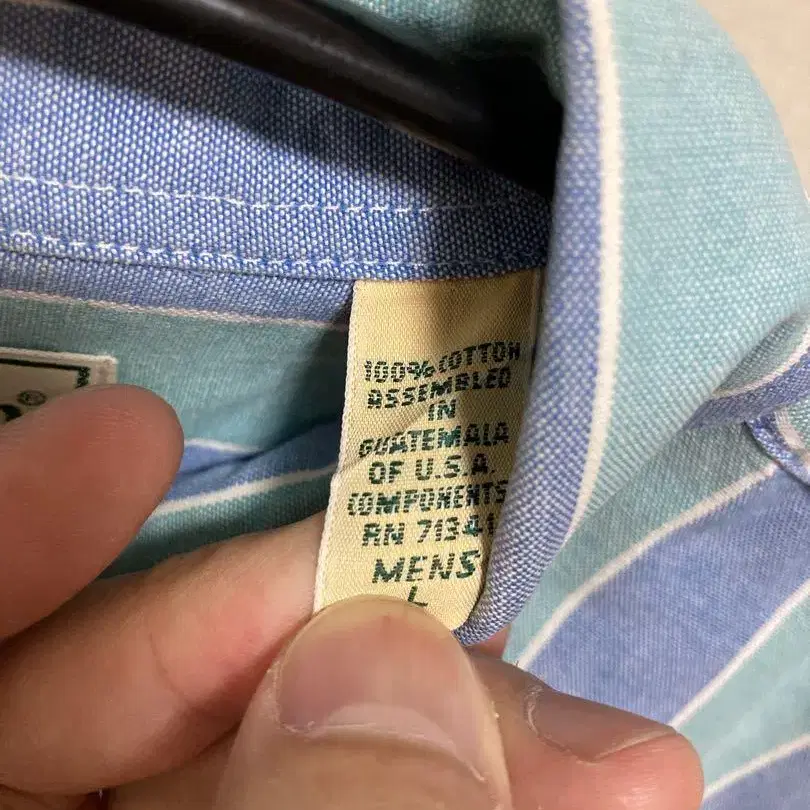 ®
100% COTTON
ASSEMBLED
IN
GUATEMALA
OF U.S.A.
COMPONENTS
RN 71341
MENS
L